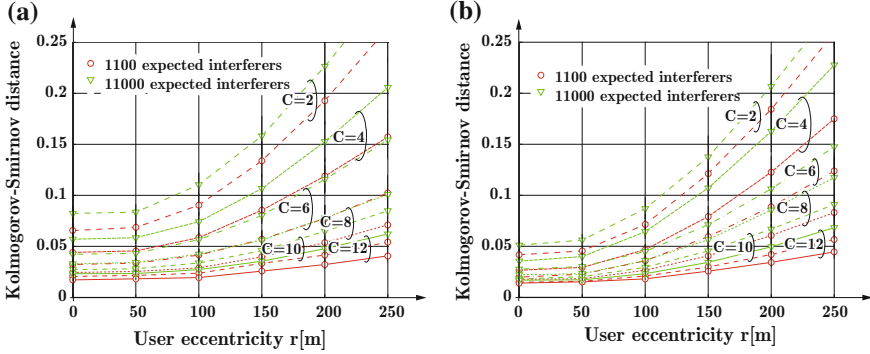 (a)
Kolmogorov-Smirnov distance
0.25
0.2
0.15
0.1
0.05
0
1100 expected interferers
11000 expected interferers
C=2
C=4
C=6
C=8
C=10
C=12
0 50 100 150 200 250
User eccentricity r[m]
(b)
Kolmogorov-Smirnov distance
0.25
0.2
0.15
0.1
0.05
0
1100 expected interferers
11000 expected interferers
C=2
C=4
C=6
C=8
C=10
C=12
0 50 100 150 200 250
User eccentricity r[m]